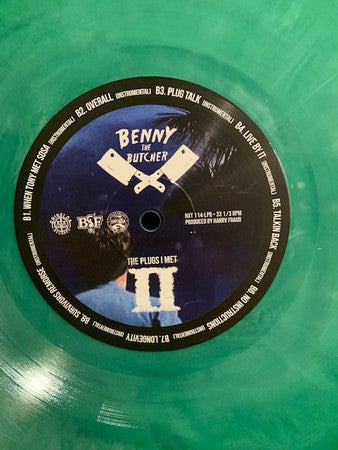 BENNY
THE
BUTCHER
B$F
NXT 114-LPB - 33 1/3 RPM
PRODUCED BY HARRY FRAUD
THE PLUGS I MET
II
B1. WHEN TONY MET SOSA (INSTRUMENTAL)
B2. OVERALL (INSTRUMENTAL)
B3. PLUG TALK (INSTRUMENTAL)
B4. LIVE BY IT (INSTRUMENTAL)
B5. TALKIN BACK (INSTRUMENTAL)
B6. NO INSTRUCTIONS (INSTRUMENTAL)
B7. LONGEVITY (INSTRUMENTAL)
B8. SURVIVORS REMORSE (INSTRUMENTAL)